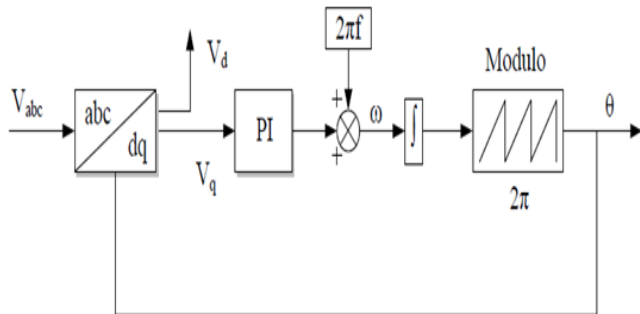 2πf
V_d
Modulo
V_abc
abc
dq
PI
+
+
ω
∫
θ
V_q
2π